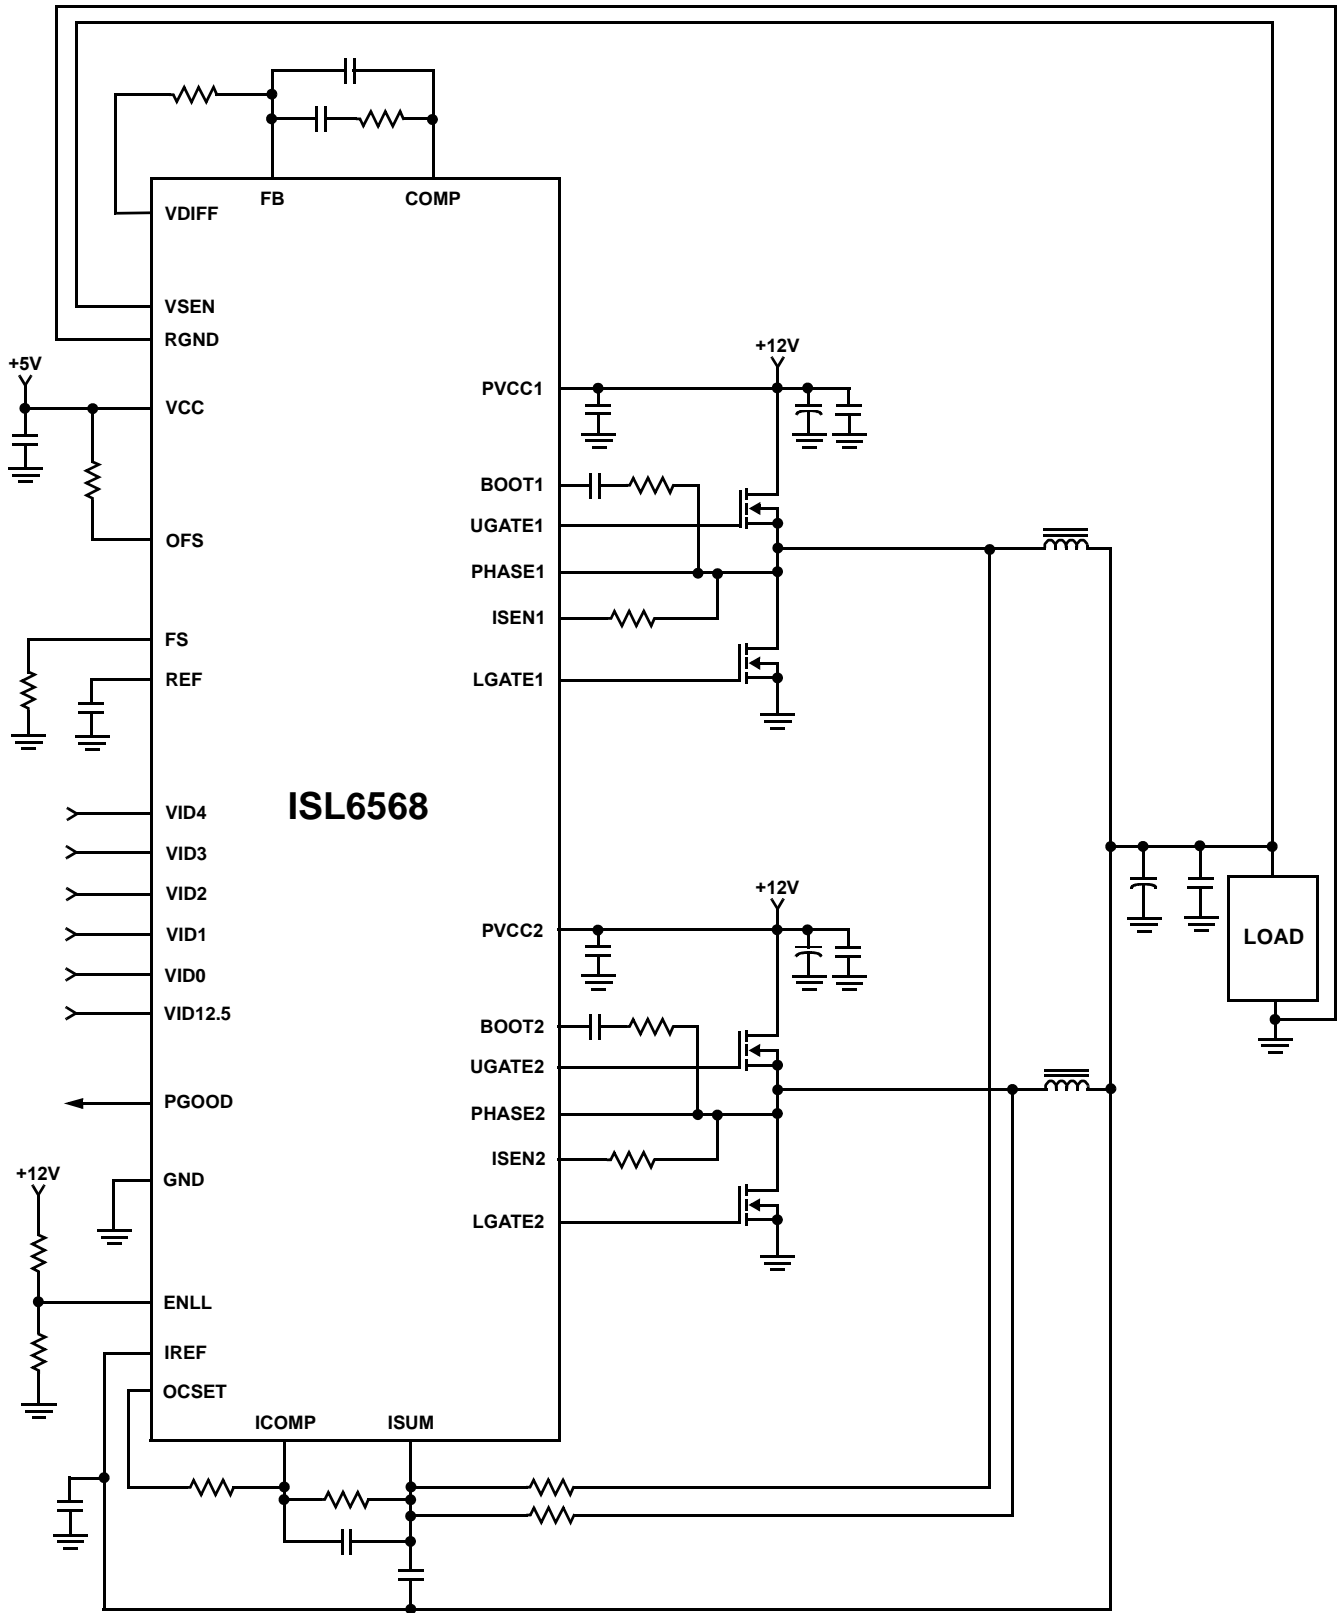 FB
COMP
VDIFF
VSEN
RGND
+5V
VCC
OFS
FS
REF
VID4
VID3
VID2
VID1
VID0
VID12.5
PGOOD
+12V
GND
ENLL
IREF
OCSET
ICOMP
ISUM
ISL6568
+12V
PVCC1
BOOT1
UGATE1
PHASE1
ISEN1
LGATE1
+12V
PVCC2
BOOT2
UGATE2
PHASE2
ISEN2
LGATE2
LOAD